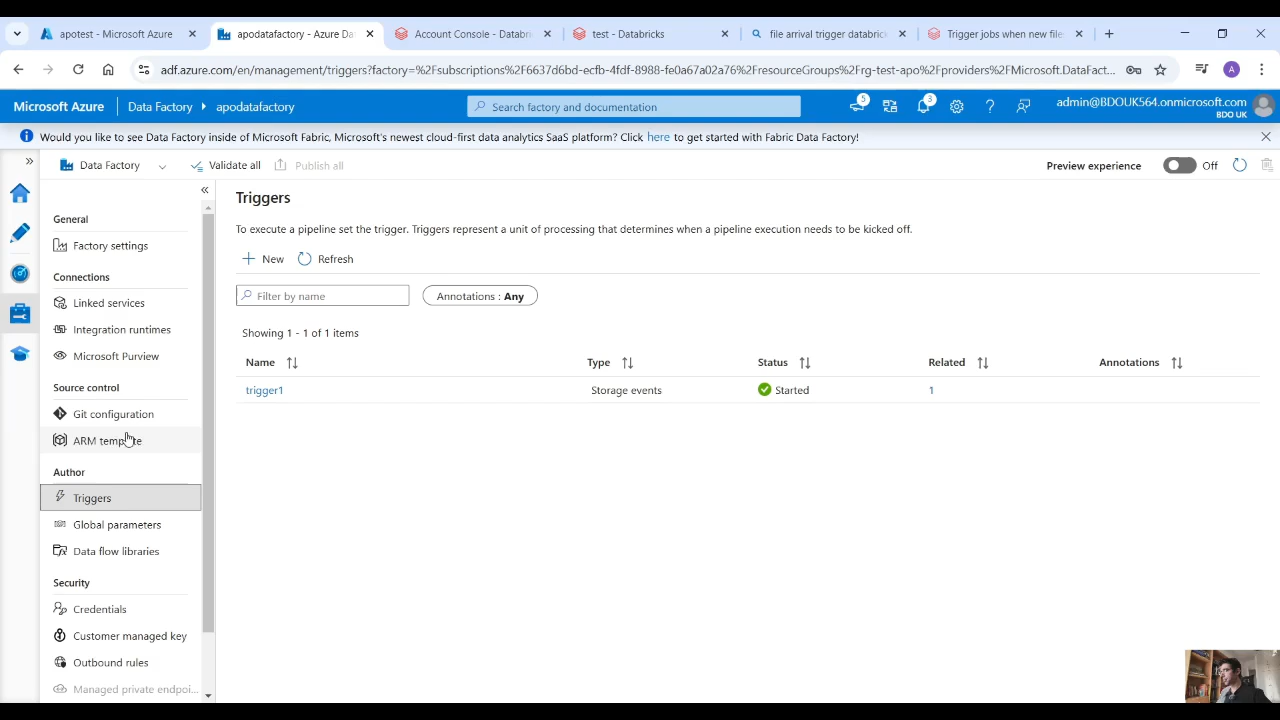 apotest - Microsoft Azure
apodatafactory - Azure Da
Account Console - Databri
test - Databricks
file arrival trigger databrick
Trigger jobs when new file
adf.azure.com/en/management/triggers?factory=%2Fsubscriptions%2F6637d6bd-ecfb-4fdf-8988-fe0a67a02a76%2FresourceGroups%2Frg-test-apo%2Fproviders%2FMicrosoft.DataFact...
A
Microsoft Azure
Data Factory
apodatafactory
Search factory and documentation
5
3
admin@BDOUK564.onmicrosoft.com
BDO UK
Would you like to see Data Factory inside of Microsoft Fabric, Microsoft's newest cloud-first data analytics SaaS platform? Click here to get started with Fabric Data Factory!
Data Factory
Validate all
Publish all
Preview experience
Off
General
Factory settings
Connections
Linked services
Integration runtimes
Microsoft Purview
Source control
Git configuration
ARM template
Author
Triggers
Global parameters
Data flow libraries
Security
Credentials
Customer managed key
Outbound rules
Managed private endpoi...
Triggers
To execute a pipeline set the trigger. Triggers represent a unit of processing that determines when a pipeline execution needs to be kicked off.
New
Refresh
Filter by name
Annotations : Any
Showing 1 - 1 of 1 items
Name
Type
Status
Related
Annotations
trigger1
Storage events
Started
1